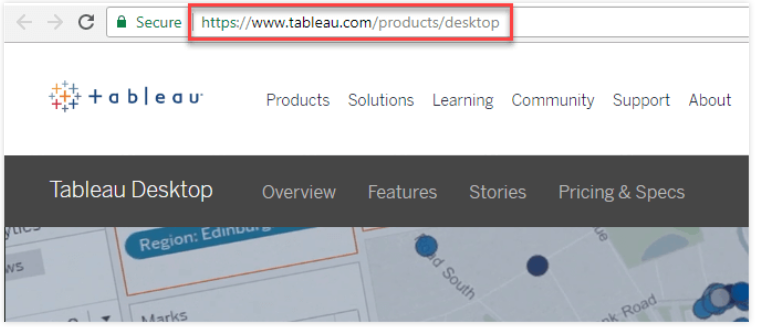 Secure https://www.tableau.com/products/desktop
+ a b l e a u
Products Solutions Learning Community Support About
Tableau Desktop Overview Features Stories Pricing & Specs
Region: Edinburg
South
Road
Marks